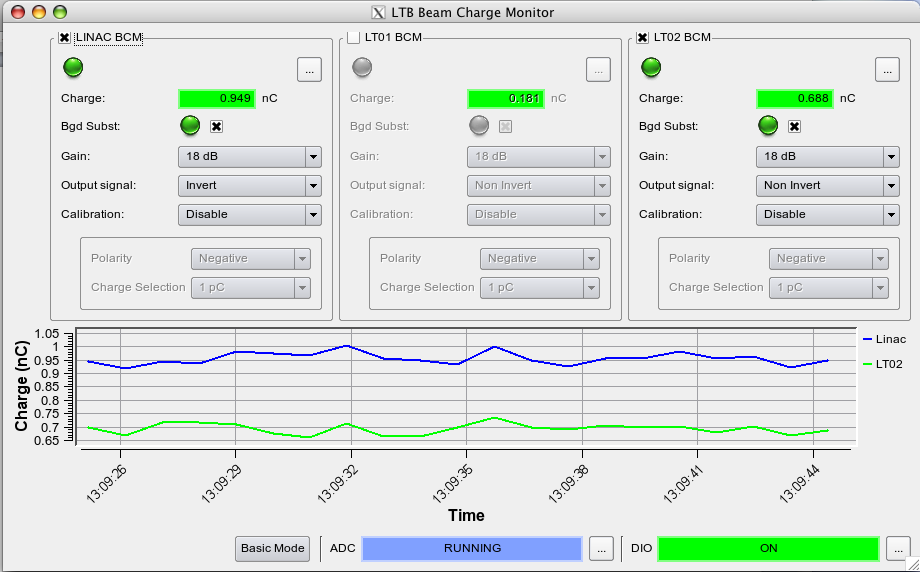 LTB Beam Charge Monitor
LINAC BCM
LT01 BCM
LT02 BCM
...
...
...
Charge: 0.949 nC
Charge: 0.181 nC
Charge: 0.688 nC
Bgd Subst:
Bgd Subst:
Bgd Subst:
Gain: 18 dB
Gain: 18 dB
Gain: 18 dB
Output signal: Invert
Output signal: Non Invert
Output signal: Non Invert
Calibration: Disable
Calibration: Disable
Calibration: Disable
Polarity Negative
Polarity Negative
Polarity Negative
Charge Selection 1 pC
Charge Selection 1 pC
Charge Selection 1 pC
Charge (nC)
1.05
1
0.95
0.9
0.85
0.8
0.75
0.7
0.65
Linac
LT02
13:09:26
13:09:29
13:09:32
13:09:35
13:09:38
13:09:41
13:09:44
Time
Basic Mode ADC RUNNING ... DIO ON ...